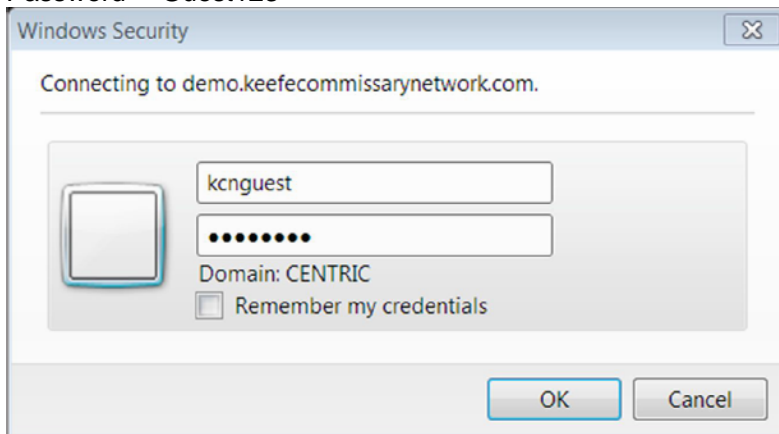 Windows Security
Connecting to demo.keefecommissarynetwork.com.
kcnguest
••••••••
Domain: CENTRIC
Remember my credentials
OK Cancel